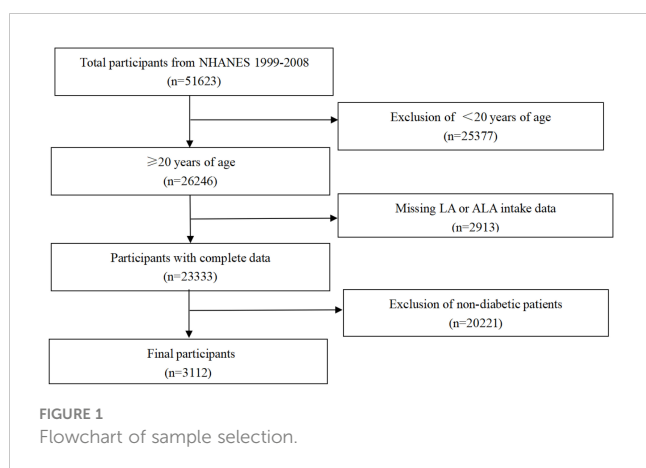 Total participants from NHANES 1999-2008
(n=51623)
Exclusion of ＜20 years of age
(n=25377)
⩾20 years of age
(n=26246)
Missing LA or ALA intake data
(n=2913)
Participants with complete data
(n=23333)
Exclusion of non-diabetic patients
(n=20221)
Final participants
(n=3112)
FIGURE 1
Flowchart of sample selection.